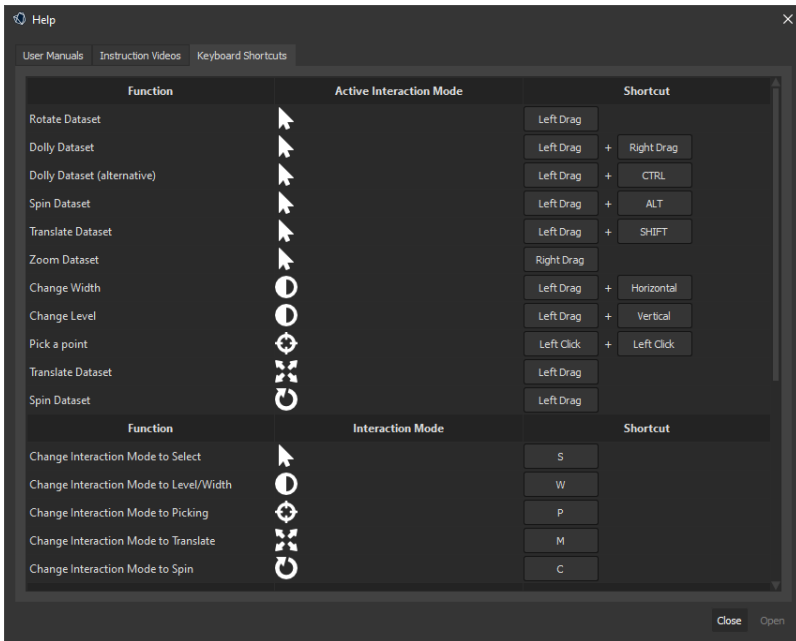 Help
User Manuals Instruction Videos Keyboard Shortcuts
Function Active Interaction Mode Shortcut
Rotate Dataset Left Drag
Dolly Dataset Left Drag + Right Drag
Dolly Dataset (alternative) Left Drag + CTRL
Spin Dataset Left Drag + ALT
Translate Dataset Left Drag + SHIFT
Zoom Dataset Right Drag
Change Width Left Drag + Horizontal
Change Level Left Drag + Vertical
Pick a point Left Click + Left Click
Translate Dataset Left Drag
Spin Dataset Left Drag
Function Interaction Mode Shortcut
Change Interaction Mode to Select S
Change Interaction Mode to Level/Width W
Change Interaction Mode to Picking P
Change Interaction Mode to Translate M
Change Interaction Mode to Spin C
Close Open